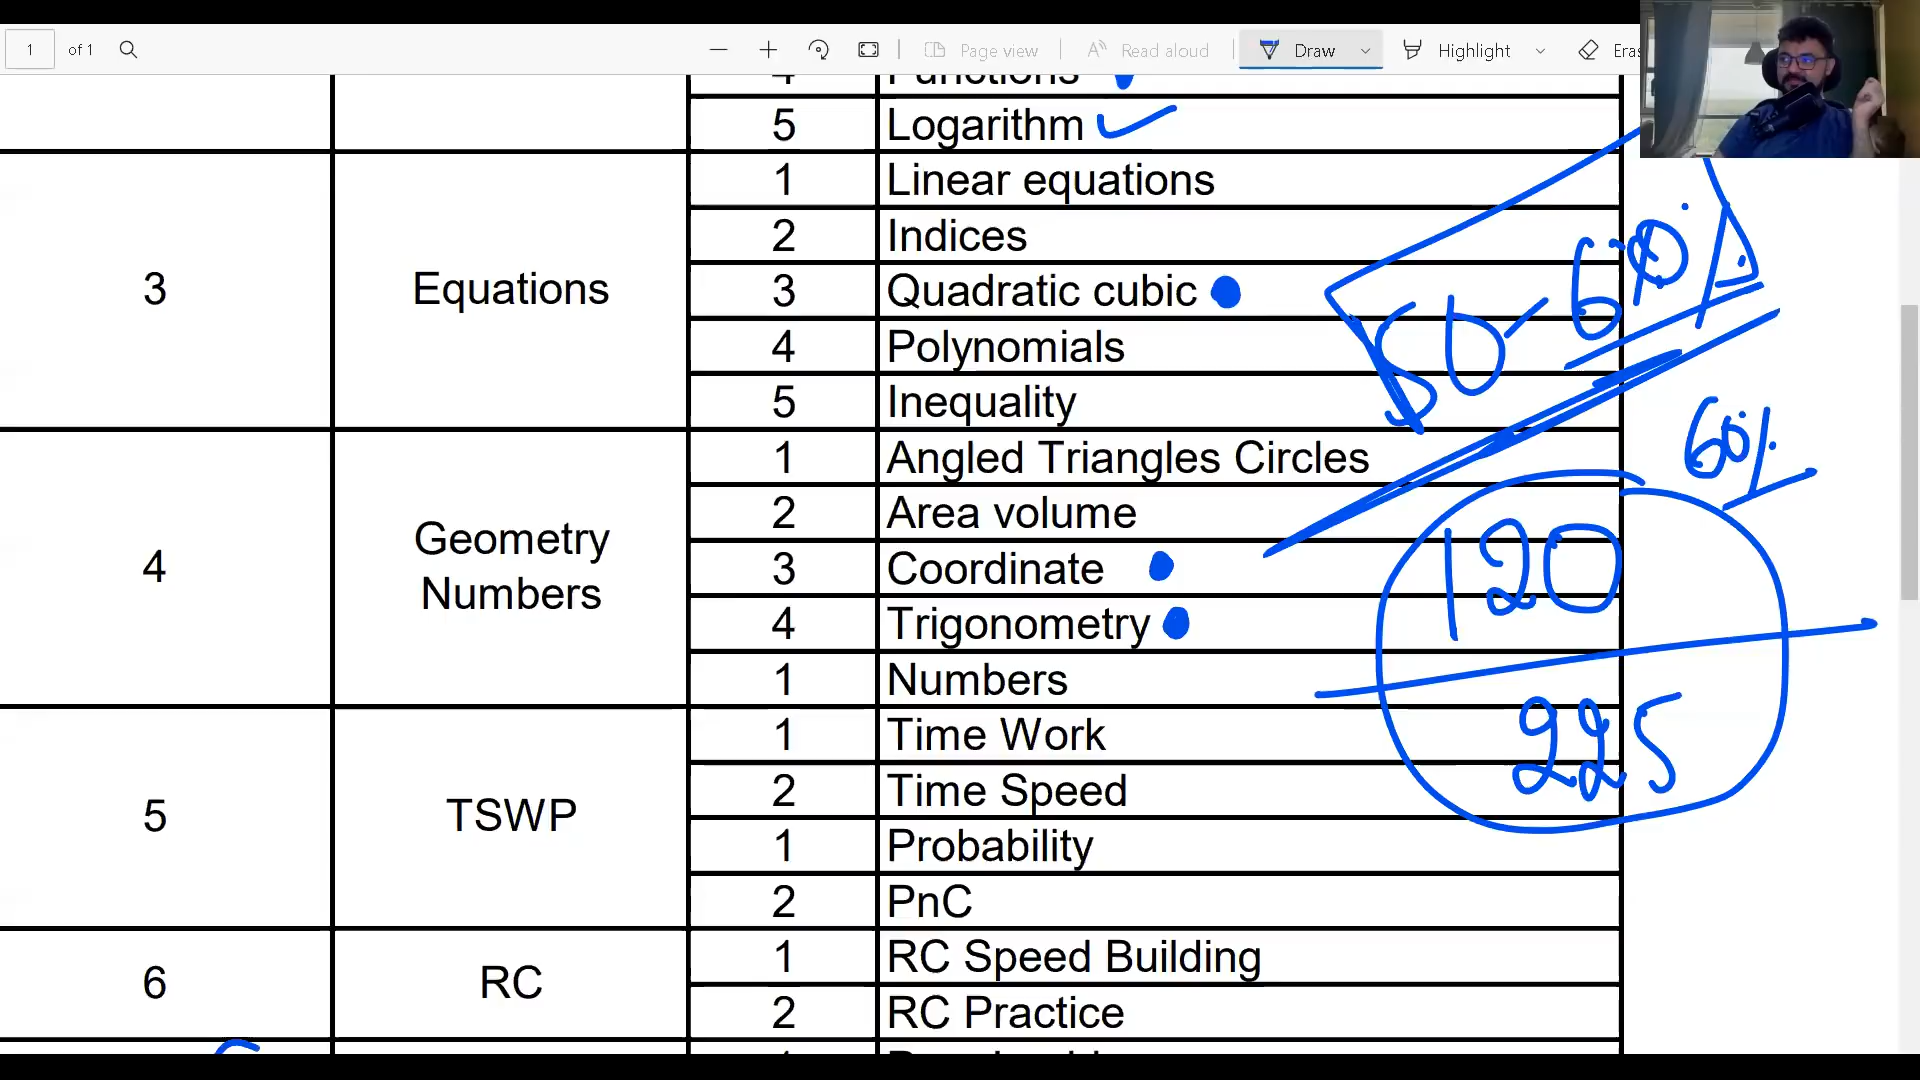 1 of 1 Page view Read aloud Draw Highlight
4 Functions
5 Logarithm
3 Equations
1 Linear equations
2 Indices
3 Quadratic cubic
4 Polynomials
5 Inequality
50-60%
60%
4 Geometry Numbers
1 Angled Triangles Circles
2 Area volume
3 Coordinate
4 Trigonometry
1 Numbers
120
225
5 TSWP
1 Time Work
2 Time Speed
1 Probability
2 PnC
6 RC
1 RC Speed Building
2 RC Practice